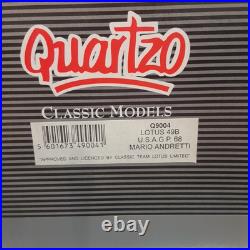 Quartzo
CLASSIC MODELS
Q9004
LOTUS 49B
U.S.A G.P. 68
MARIO ANDRETTI
5 601673 490041
"APPROVED AND LICENCED BY CLASSIC TEAM LOTUS LIMITED"